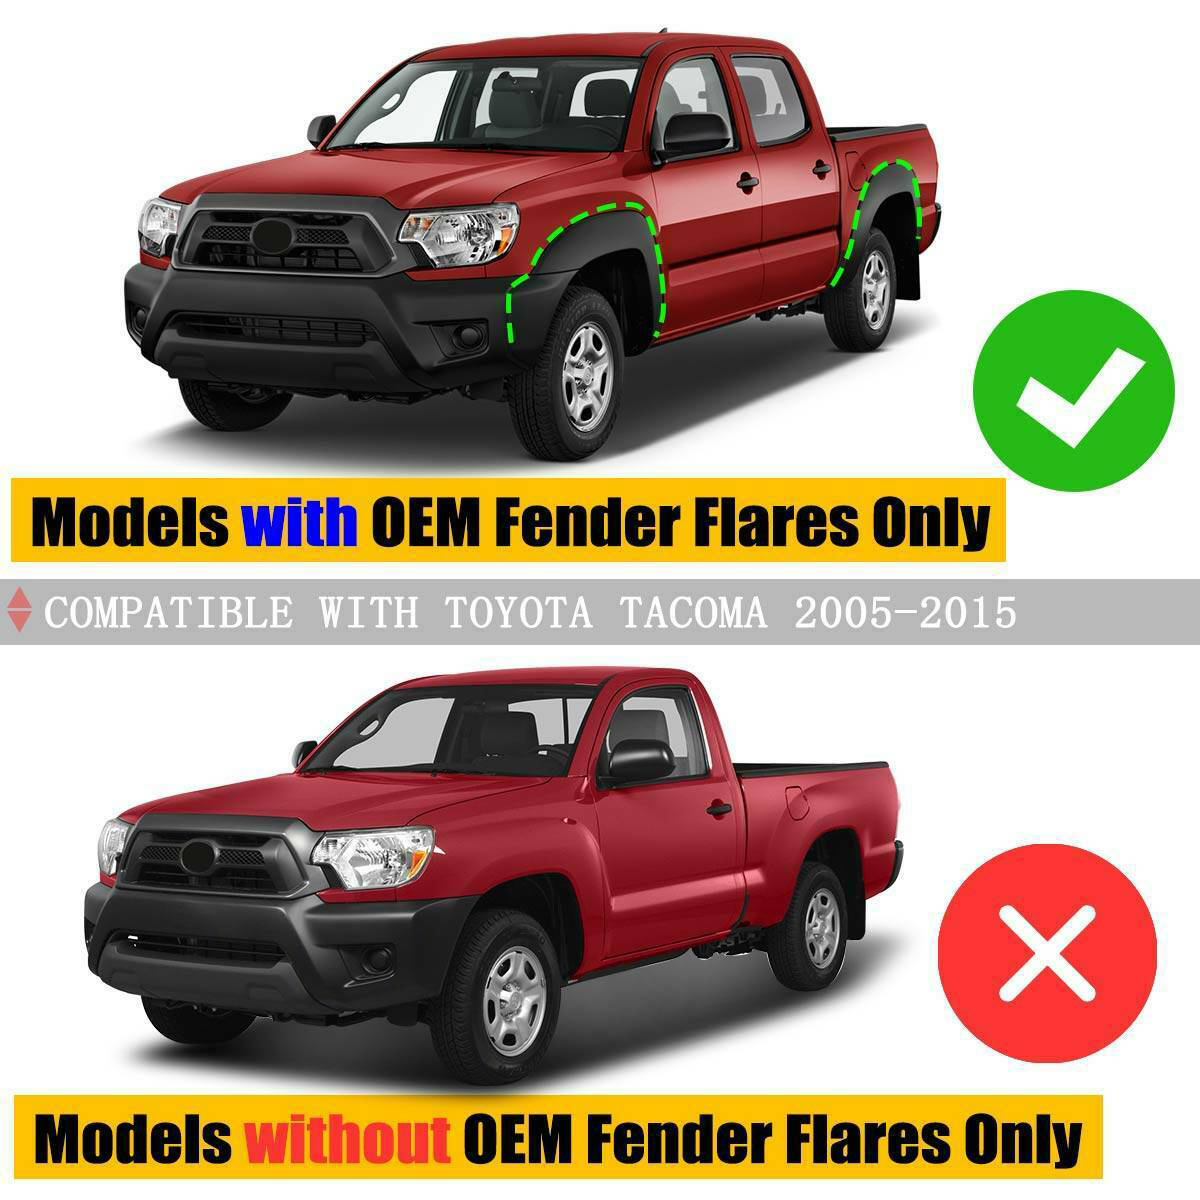 Models with OEM Fender Flares Only
COMPATIBLE WITH TOYOTA TACOMA 2005-2015
Models without OEM Fender Flares Only